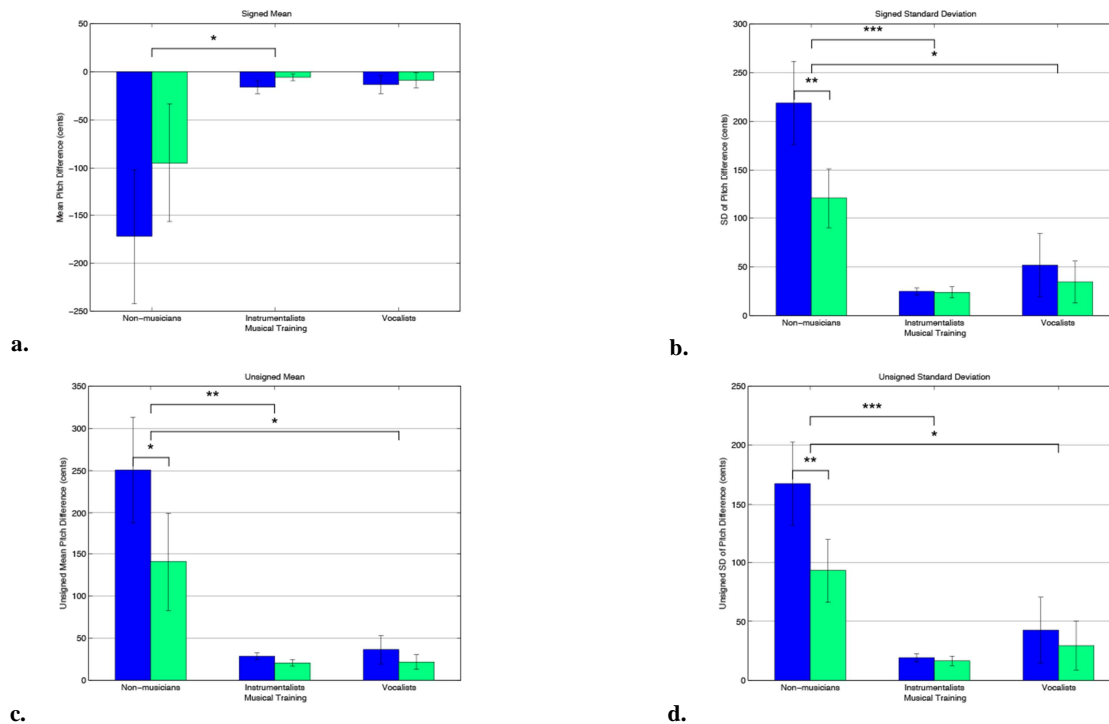 Signed Mean
50
0
−50
−100
−150
−200
−250
Mean Pitch Difference (cents)
*
Non−musicians Instrumentalists Vocalists
Musical Training
a.
Signed Standard Deviation
300
250
200
150
100
50
0
SD of Pitch Difference (cents)
***
*
**
Non−musicians Instrumentalists Vocalists
Musical Training
b.
Unsigned Mean
350
300
250
200
150
100
50
0
Unsigned Mean Pitch Difference (cents)
**
*
*
Non−musicians Instrumentalists Vocalists
Musical Training
c.
Unsigned Standard Deviation
250
200
150
100
50
0
Unsigned SD of Pitch Difference (cents)
***
*
**
Non−musicians Instrumentalists Vocalists
Musical Training
d.